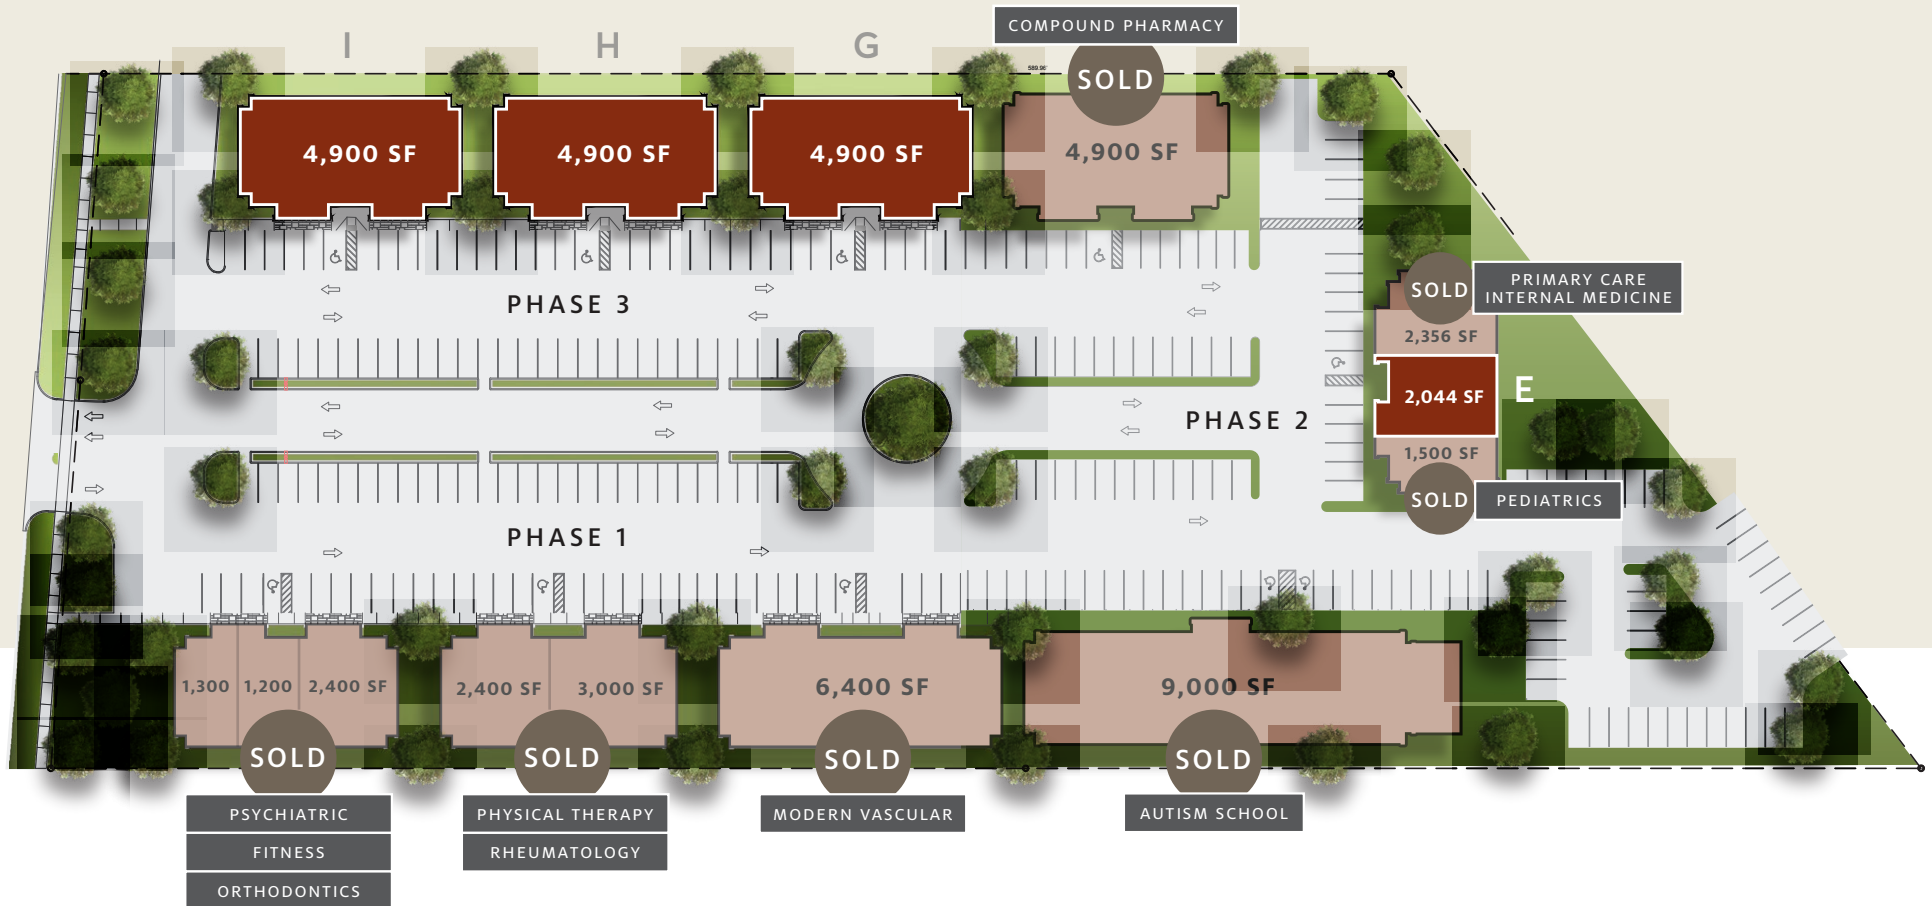 COMPOUND PHARMACY
I
H
G
589.96'
SOLD
4,900 SF
4,900 SF
4,900 SF
4,900 SF
PHASE 3
SOLD
PRIMARY CARE
INTERNAL MEDICINE
2,356 SF
2,044 SF
E
PHASE 2
1,500 SF
SOLD
PEDIATRICS
PHASE 1
1,300
1,200
2,400 SF
2,400 SF
3,000 SF
6,400 SF
9,000 SF
SOLD
SOLD
SOLD
SOLD
PSYCHIATRIC
FITNESS
ORTHODONTICS
PHYSICAL THERAPY
RHEUMATOLOGY
MODERN VASCULAR
AUTISM SCHOOL